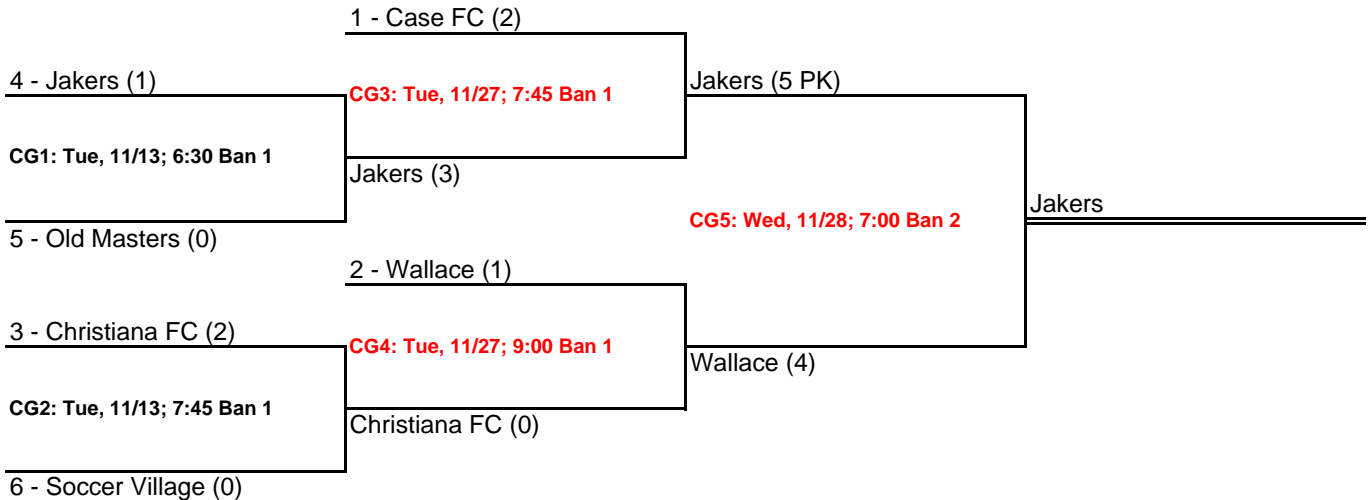 1 - Case FC (2)
4 - Jakers (1)
Jakers (5 PK)
CG3: Tue, 11/27; 7:45 Ban 1
CG1: Tue, 11/13; 6:30 Ban 1
Jakers (3)
Jakers
CG5: Wed, 11/28; 7:00 Ban 2
5 - Old Masters (0)
2 - Wallace (1)
3 - Christiana FC (2)
CG4: Tue, 11/27; 9:00 Ban 1
Wallace (4)
CG2: Tue, 11/13; 7:45 Ban 1
Christiana FC (0)
6 - Soccer Village (0)